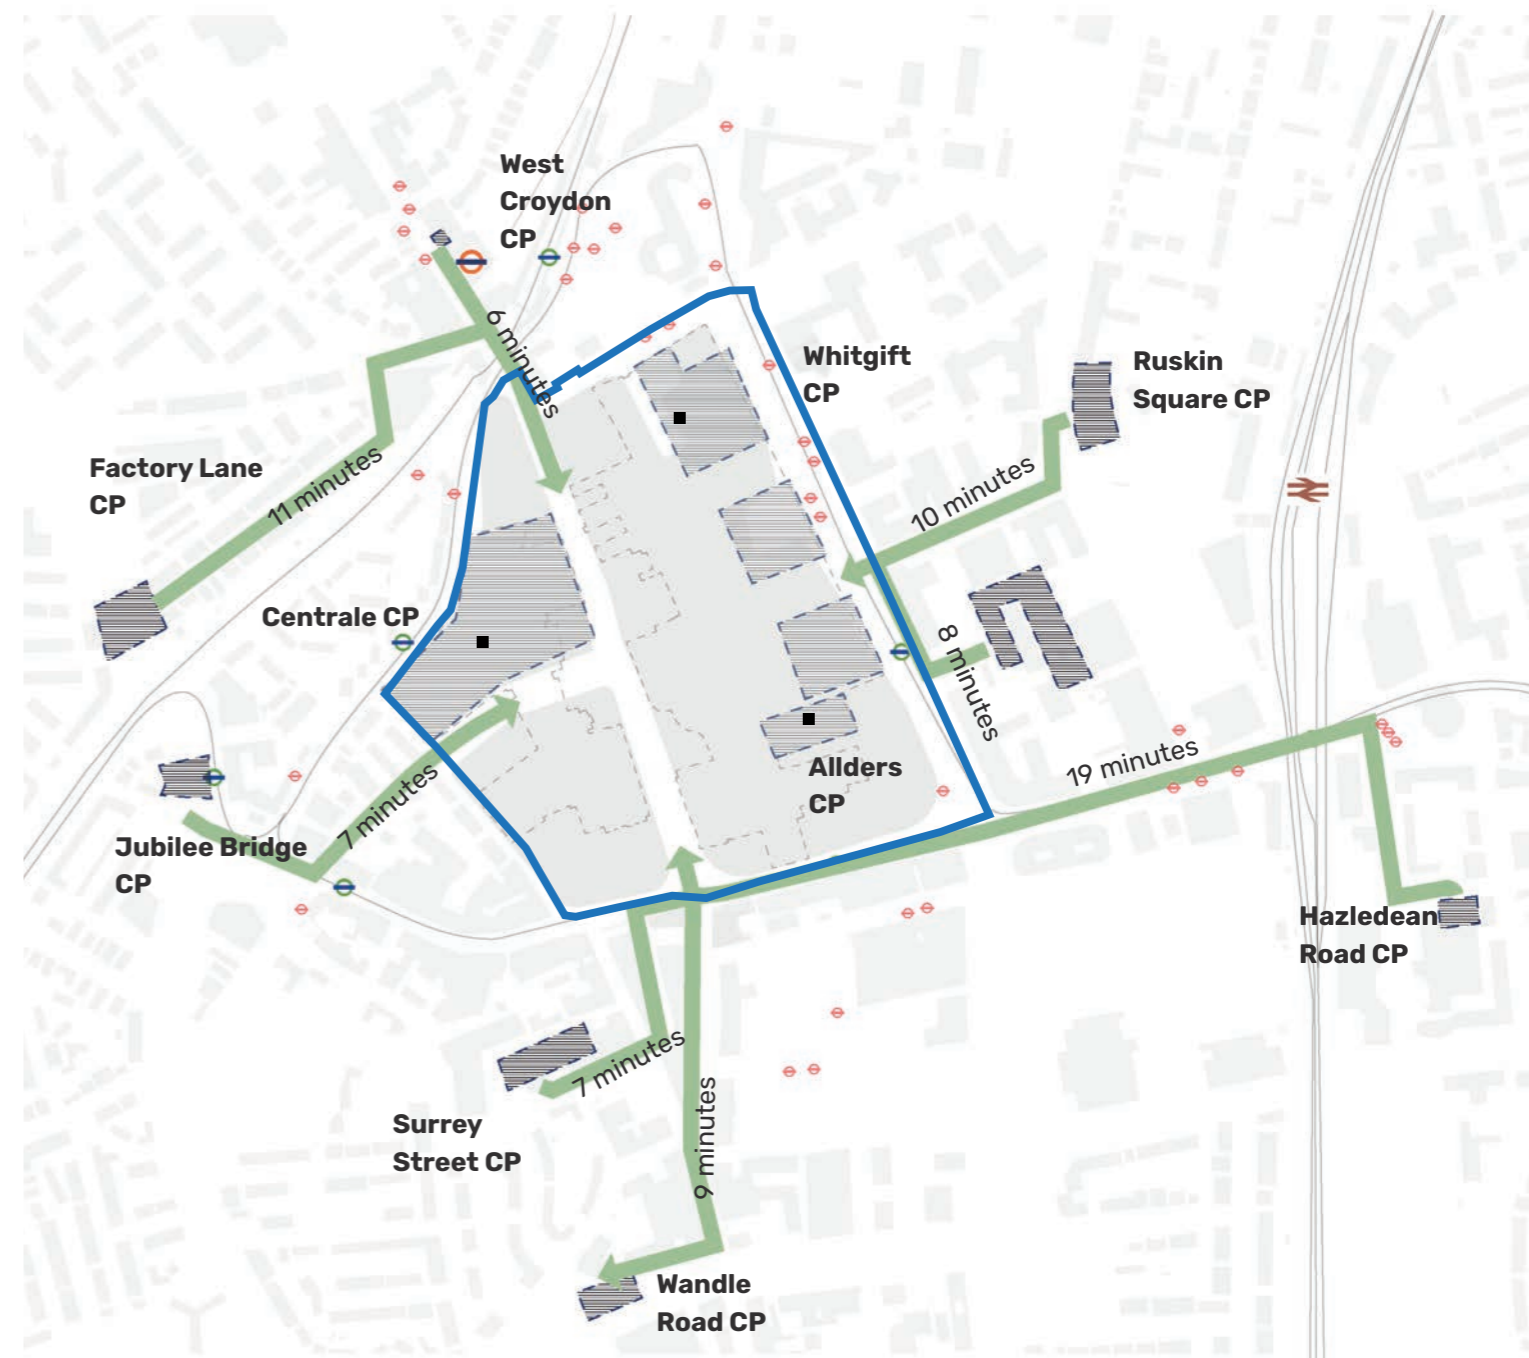 West
Croydon
CP
6 minutes
Whitgift
CP
Ruskin
Square CP
Factory Lane
CP
11 minutes
10 minutes
Centrale CP
8 minutes
Allders
CP
19 minutes
7 minutes
Jubilee Bridge
CP
Hazledean
Road CP
7 minutes
Surrey
Street CP
9 minutes
Wandle
Road CP